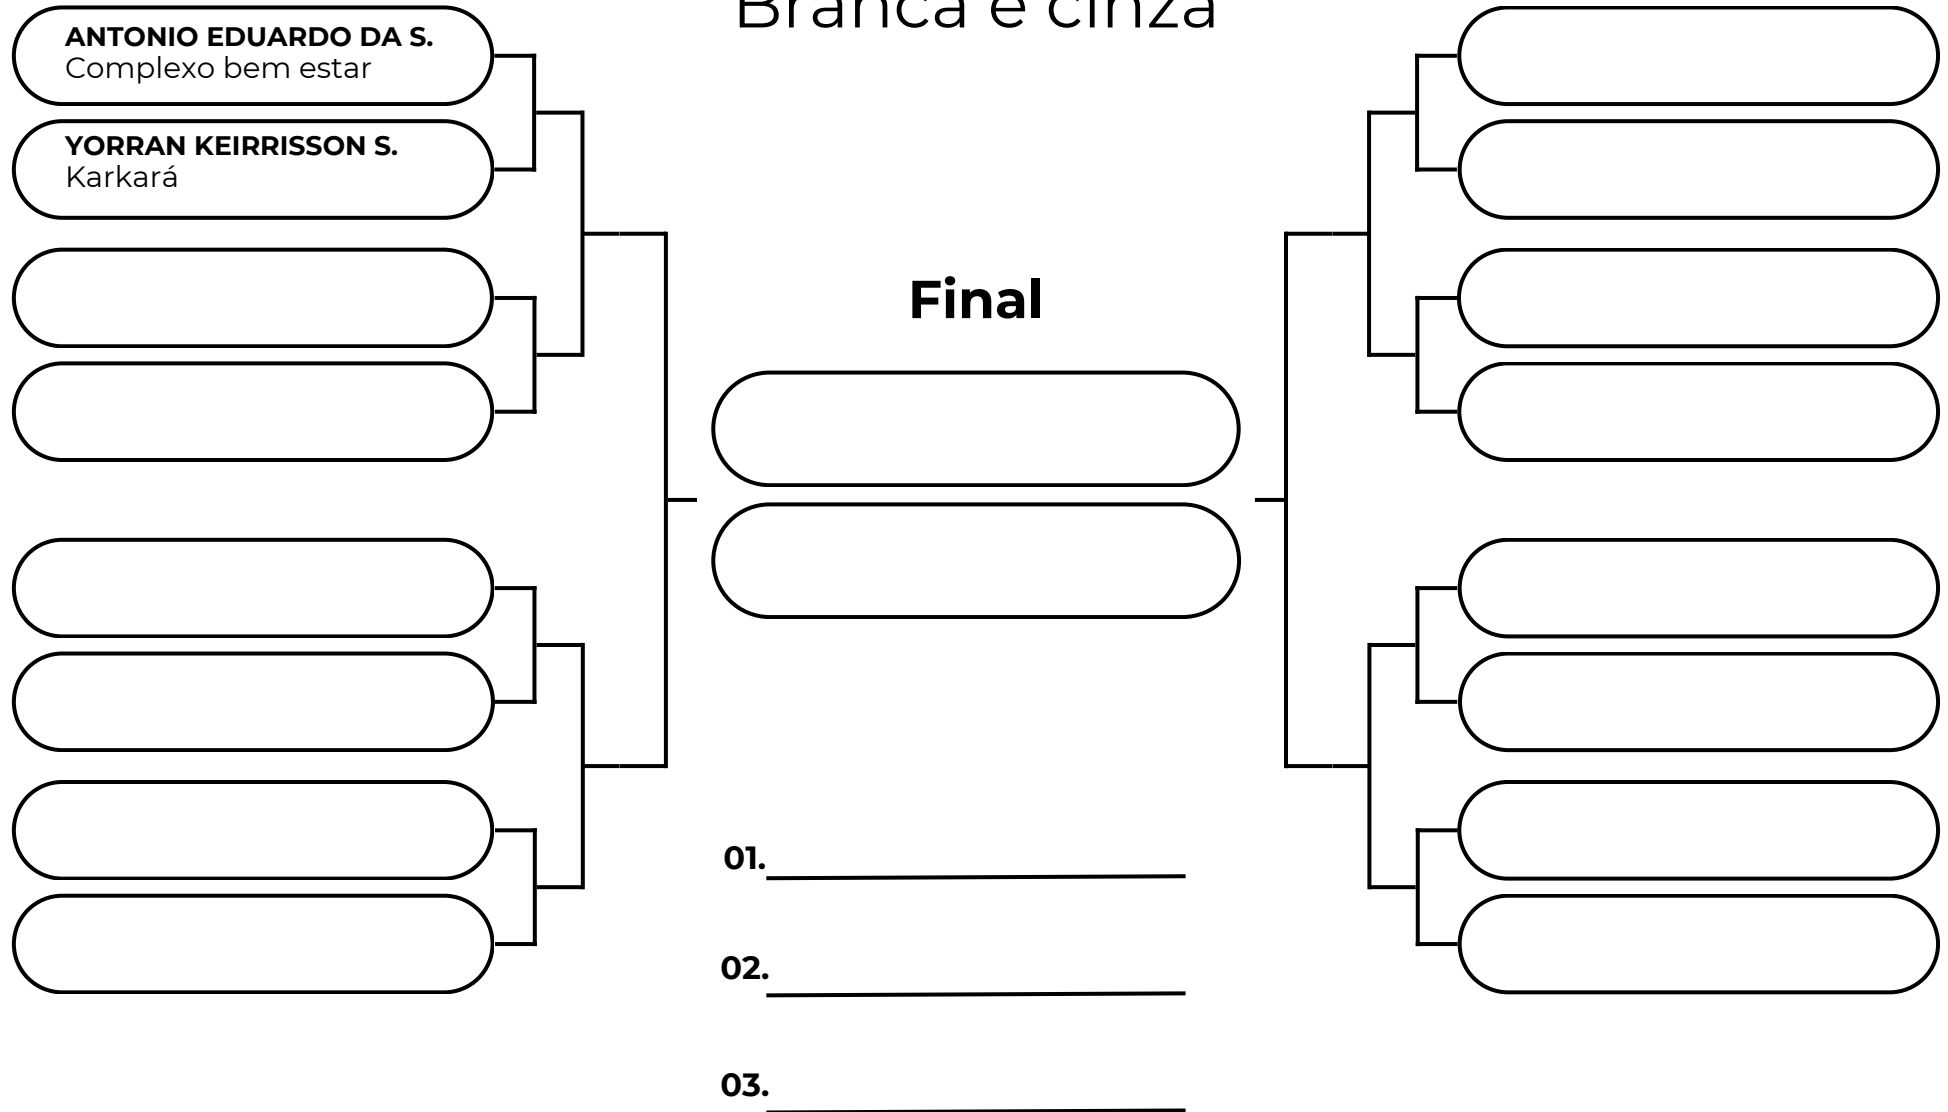 Branca e cinza
ANTONIO EDUARDO DA S.
Complexo bem estar
YORRAN KEIRRISSON S.
Karkará
Final
01.
02.
03.